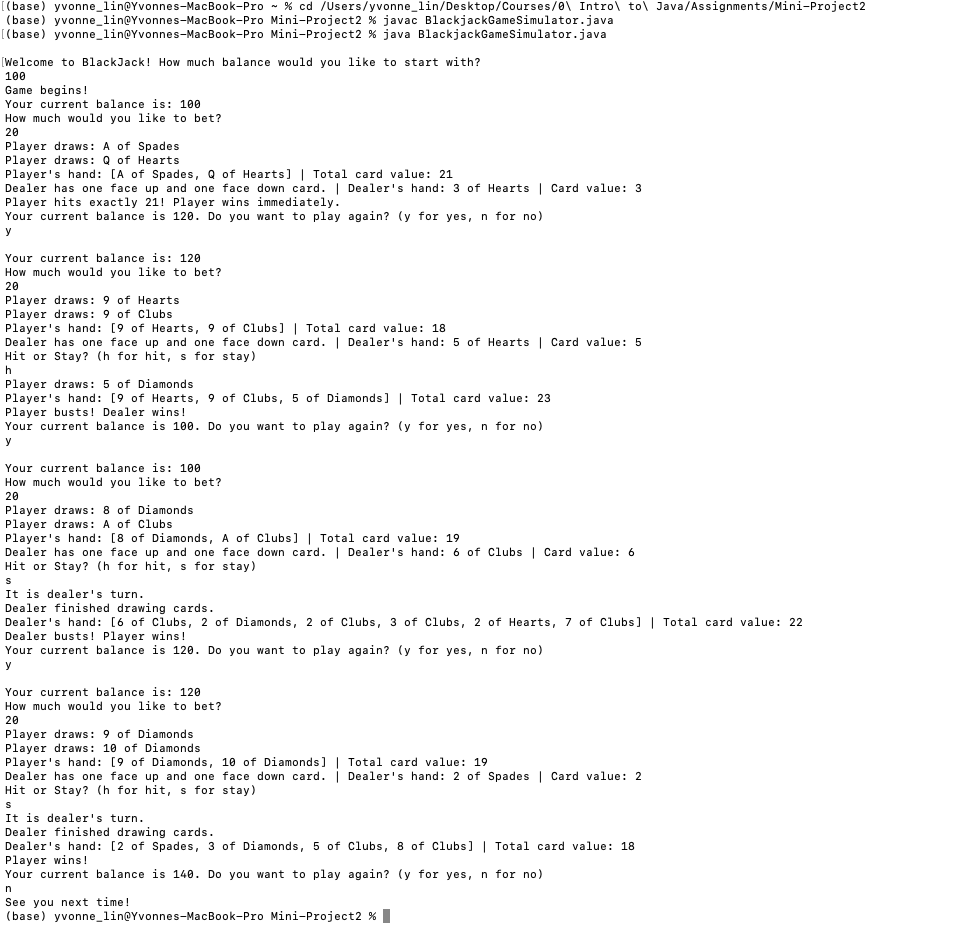 (base) yvonne_lin@Yvonnes-MacBook-Pro ~ % cd /Users/yvonne_lin/Desktop/Courses/0\ Intro\ to\ Java/Assignments/Mini-Project2
(base) yvonne_lin@Yvonnes-MacBook-Pro Mini-Project2 % javac BlackjackGameSimulator.java
(base) yvonne_lin@Yvonnes-MacBook-Pro Mini-Project2 % java BlackjackGameSimulator.java
Welcome to BlackJack! How much balance would you like to start with?
100
Game begins!
Your current balance is: 100
How much would you like to bet?
20
Player draws: A of Spades
Player draws: Q of Hearts
Player's hand: [A of Spades, Q of Hearts] | Total card value: 21
Dealer has one face up and one face down card. | Dealer's hand: 3 of Hearts | Card value: 3
Player hits exactly 21! Player wins immediately.
Your current balance is 120. Do you want to play again? (y for yes, n for no)
y
Your current balance is: 120
How much would you like to bet?
20
Player draws: 9 of Hearts
Player draws: 9 of Clubs
Player's hand: [9 of Hearts, 9 of Clubs] | Total card value: 18
Dealer has one face up and one face down card. | Dealer's hand: 5 of Hearts | Card value: 5
Hit or Stay? (h for hit, s for stay)
h
Player draws: 5 of Diamonds
Player's hand: [9 of Hearts, 9 of Clubs, 5 of Diamonds] | Total card value: 23
Player busts! Dealer wins!
Your current balance is 100. Do you want to play again? (y for yes, n for no)
y
Your current balance is: 100
How much would you like to bet?
20
Player draws: 8 of Diamonds
Player draws: A of Clubs
Player's hand: [8 of Diamonds, A of Clubs] | Total card value: 19
Dealer has one face up and one face down card. | Dealer's hand: 6 of Clubs | Card value: 6
Hit or Stay? (h for hit, s for stay)
s
It is dealer's turn.
Dealer finished drawing cards.
Dealer's hand: [6 of Clubs, 2 of Diamonds, 2 of Clubs, 3 of Clubs, 2 of Hearts, 7 of Clubs] | Total card value: 22
Dealer busts! Player wins!
Your current balance is 120. Do you want to play again? (y for yes, n for no)
y
Your current balance is: 120
How much would you like to bet?
20
Player draws: 9 of Diamonds
Player draws: 10 of Diamonds
Player's hand: [9 of Diamonds, 10 of Diamonds] | Total card value: 19
Dealer has one face up and one face down card. | Dealer's hand: 2 of Spades | Card value: 2
Hit or Stay? (h for hit, s for stay)
s
It is dealer's turn.
Dealer finished drawing cards.
Dealer's hand: [2 of Spades, 3 of Diamonds, 5 of Clubs, 8 of Clubs] | Total card value: 18
Player wins!
Your current balance is 140. Do you want to play again? (y for yes, n for no)
n
See you next time!
(base) yvonne_lin@Yvonnes-MacBook-Pro Mini-Project2 %